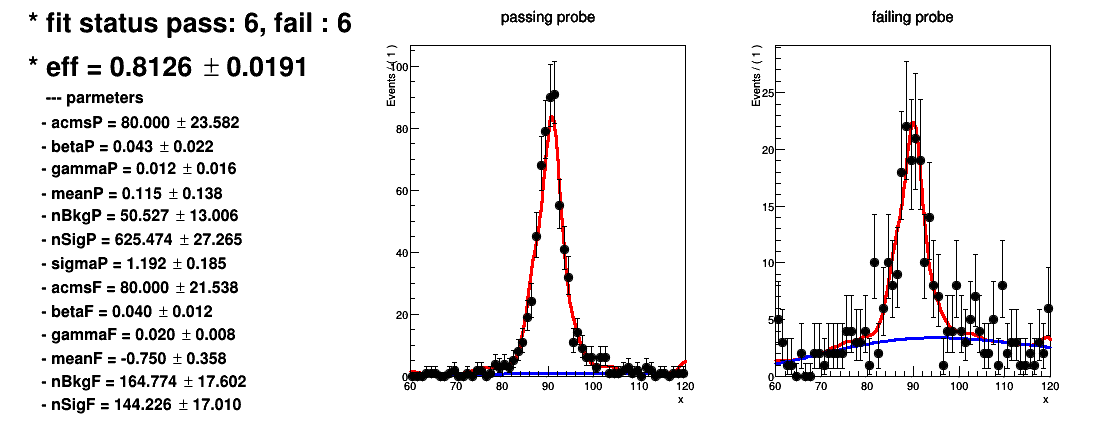 * fit status pass: 6, fail : 6
* eff = 0.8126 ± 0.0191
--- parmeters
- acmsP = 80.000 ± 23.582
- betaP = 0.043 ± 0.022
- gammaP = 0.012 ± 0.016
- meanP = 0.115 ± 0.138
- nBkgP = 50.527 ± 13.006
- nSigP = 625.474 ± 27.265
- sigmaP = 1.192 ± 0.185
- acmsF = 80.000 ± 21.538
- betaF = 0.040 ± 0.012
- gammaF = 0.020 ± 0.008
- meanF = -0.750 ± 0.358
- nBkgF = 164.774 ± 17.602
- nSigF = 144.226 ± 17.010
passing probe
Events / ( 1 )
100
80
60
40
20
0
60 70 80 90 100 110 120
x
failing probe
Events / ( 1 )
25
20
15
10
5
0
60 70 80 90 100 110 120
x